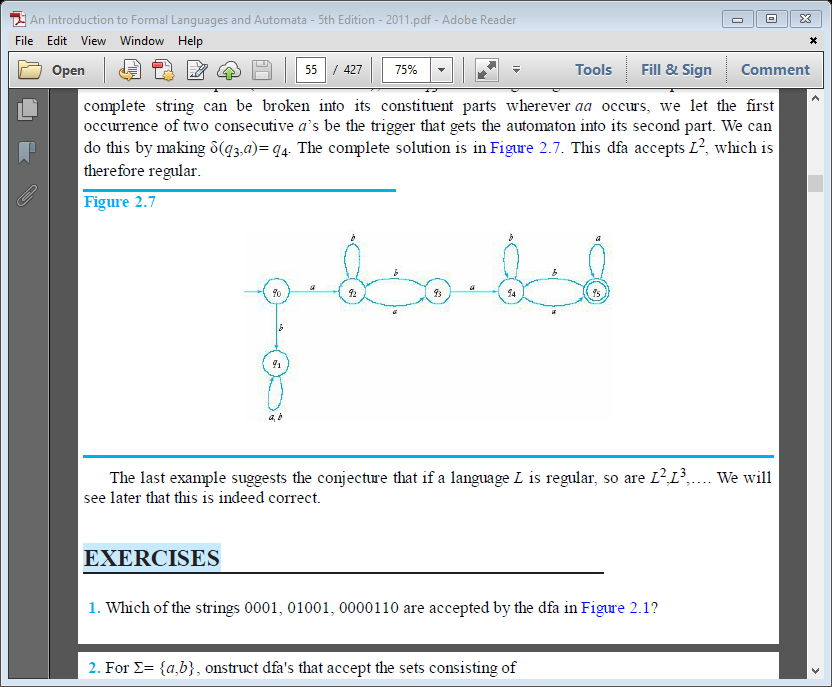 An Introduction to Formal Languages and Automata - 5th Edition - 2011.pdf - Adobe Reader
File Edit View Window Help
Open 55 / 427 75% Tools Fill & Sign Comment
complete string can be broken into its constituent parts wherever aa occurs, we let the first
occurrence of two consecutive a's be the trigger that gets the automaton into its second part. We can
do this by making δ(q3,a)= q4. The complete solution is in Figure 2.7. This dfa accepts L², which is
therefore regular.
Figure 2.7
b b a
b b
q0 a q2 q3 a q4 q5
a a
b
q1
a, b
The last example suggests the conjecture that if a language L is regular, so are L²,L³,…. We will
see later that this is indeed correct.
EXERCISES
1. Which of the strings 0001, 01001, 0000110 are accepted by the dfa in Figure 2.1?
2. For Σ= {a,b}, onstruct dfa's that accept the sets consisting of